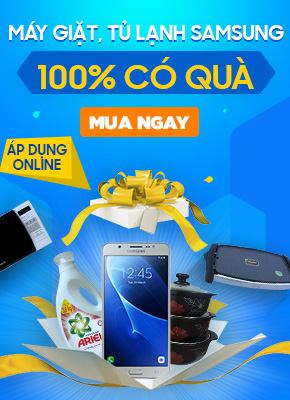 MÁY GIẶT, TỦ LẠNH SAMSUNG
100% CÓ QUÀ
MUA NGAY
ÁP DỤNG
ONLINE
SAMSUNG
12:45
ARIEL